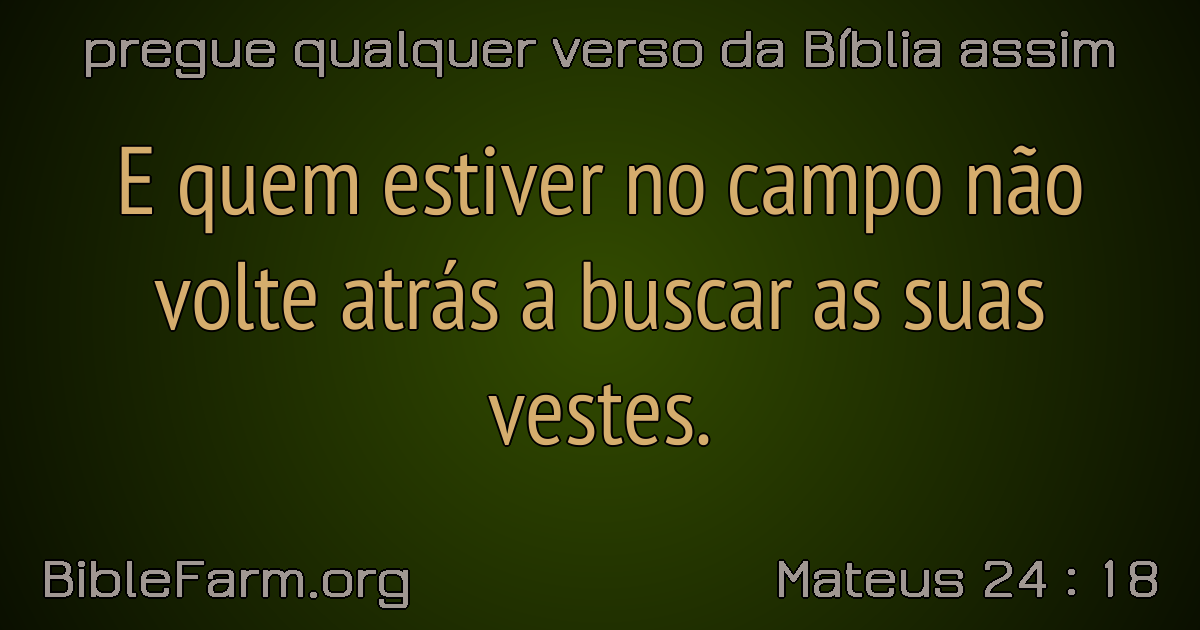 pregue qualquer verso da Bíblia assim
E quem estiver no campo não
volte atrás a buscar as suas
vestes.
BibleFarm.org
Mateus 24 : 18